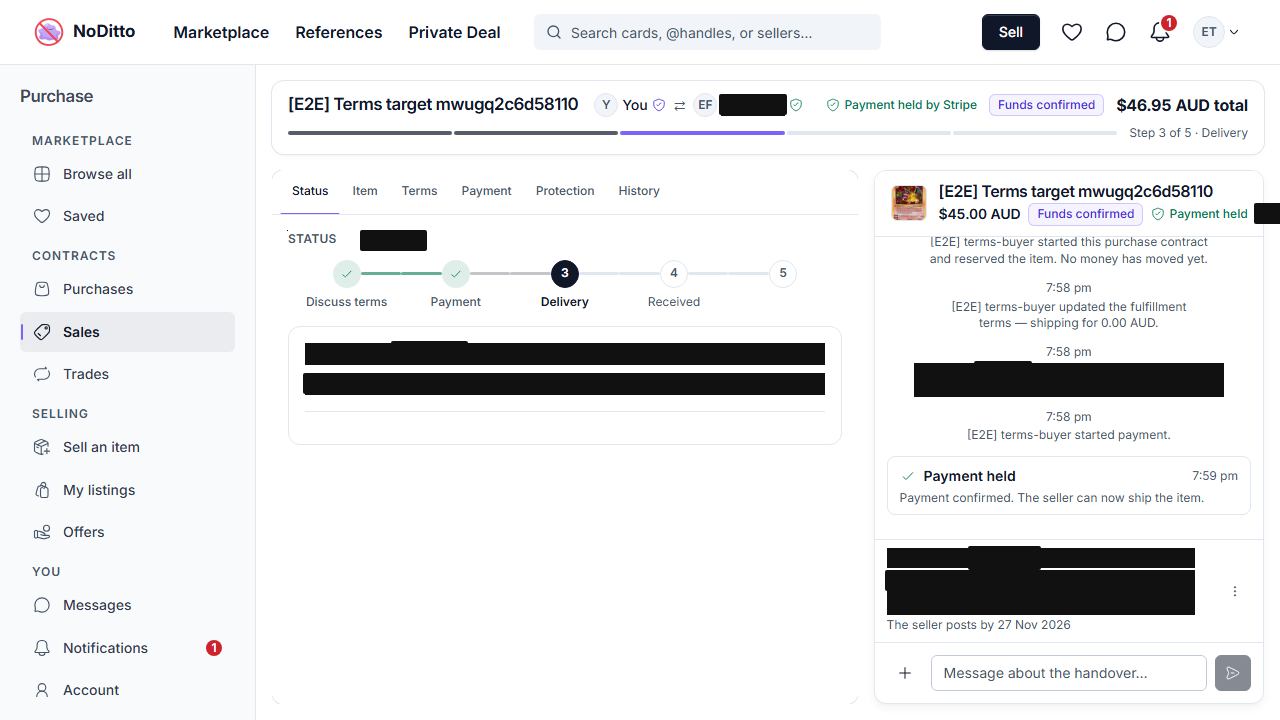 NoDitto
Marketplace
References
Private Deal
Search cards, @handles, or sellers...
Sell
1
ET
Purchase
MARKETPLACE
Browse all
Saved
CONTRACTS
Purchases
Sales
Trades
SELLING
Sell an item
My listings
Offers
YOU
Messages
Notifications
1
Account
[E2E] Terms target mwugq2c6d58110
Y
You
EF
Payment held by Stripe
Funds confirmed
$46.95 AUD total
Step 3 of 5 · Delivery
Status
Item
Terms
Payment
Protection
History
STATUS
3
4
5
Discuss terms
Payment
Delivery
Received
[E2E] Terms target mwugq2c6d58110
$45.00 AUD
Funds confirmed
Payment held
[E2E] terms-buyer started this purchase contract
and reserved the item. No money has moved yet.
7:58 pm
[E2E] terms-buyer updated the fulfillment
terms — shipping for 0.00 AUD.
7:58 pm
7:58 pm
[E2E] terms-buyer started payment.
Payment held
7:59 pm
Payment confirmed. The seller can now ship the item.
The seller posts by 27 Nov 2026
Message about the handover...